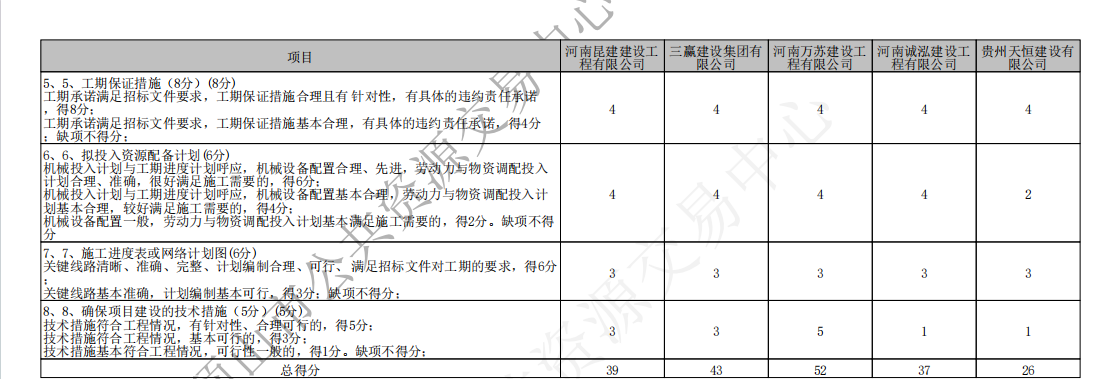 项目
河南昆建建设工
程有限公司
三赢建设集团有
限公司
河南万苏建设工
程有限公司
河南诚泓建设工
程有限公司
贵州天恒建设有
限公司
5、5、工期保证措施（8分）(8分)
工期承诺满足招标文件要求，工期保证措施合理且有针对性，有具体的违约责任承诺
，得8分；
工期承诺满足招标文件要求，工期保证措施基本合理，有具体的违约责任承诺，得4分
；缺项不得分；
4 4 4 4 4
6、6、拟投入资源配备计划(6分)
机械投入计划与工期进度计划呼应，机械设备配置合理、先进，劳动力与物资调配投入
计划合理、准确，很好满足施工需要的，得6分；
机械投入计划与工期进度计划呼应，机械设备配置基本合理，劳动力与物资调配投入计
划基本合理，较好满足施工需要的，得4分；
机械设备配置一般，劳动力与物资调配投入计划基本满足施工需要的，得2分。缺项不得
分
4 4 4 4 2
7、7、施工进度表或网络计划图(6分)
关键线路清晰、准确、完整、计划编制合理、可行、满足招标文件对工期的要求，得6分
；
关键线路基本准确，计划编制基本可行，得3分；缺项不得分；
3 3 3 3 3
8、8、确保项目建设的技术措施（5分）(5分)
技术措施符合工程情况，有针对性、合理可行的，得5分；
技术措施符合工程情况，基本可行的，得3分；
技术措施基本符合工程情况，可行性一般的，得1分。缺项不得分；
3 3 5 1 1
总得分 39 43 52 37 26
山南公共资源交易中心
资源交易中心